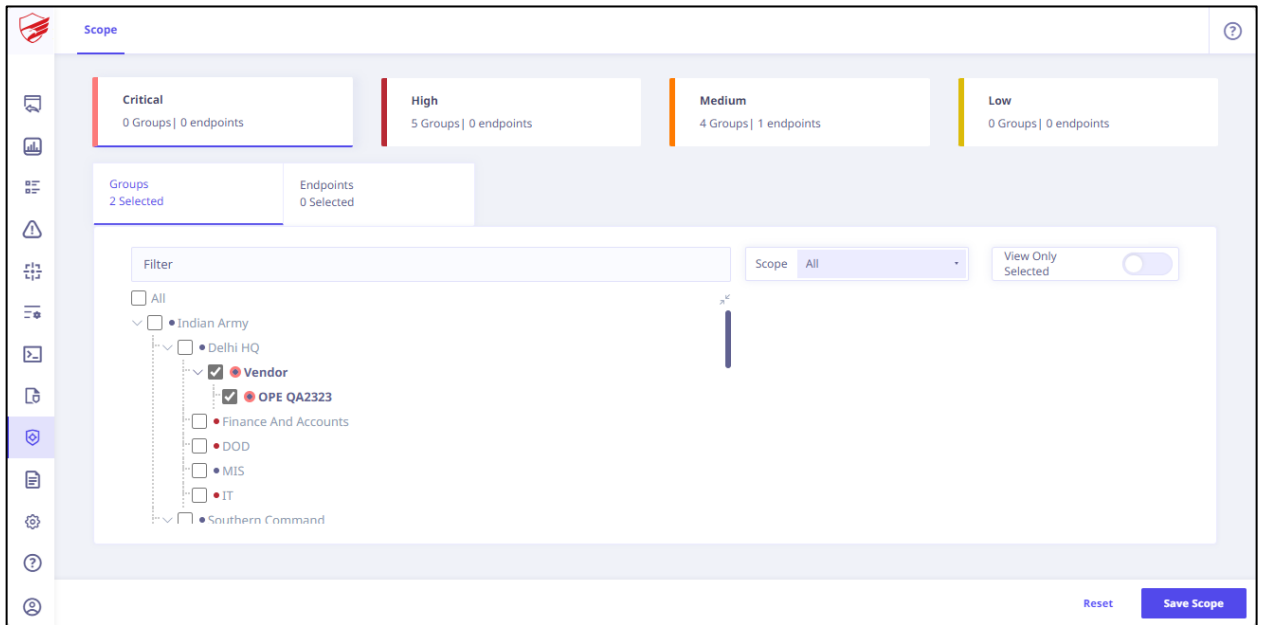 Scope
Critical
0 Groups| 0 endpoints
High
5 Groups| 0 endpoints
Medium
4 Groups| 1 endpoints
Low
0 Groups| 0 endpoints
Groups
2 Selected
Endpoints
0 Selected
Filter
Scope All
View Only
Selected
All
Indian Army
Delhi HQ
Vendor
OPE QA2323
Finance And Accounts
DOD
MIS
IT
Southern Command
Reset
Save Scope